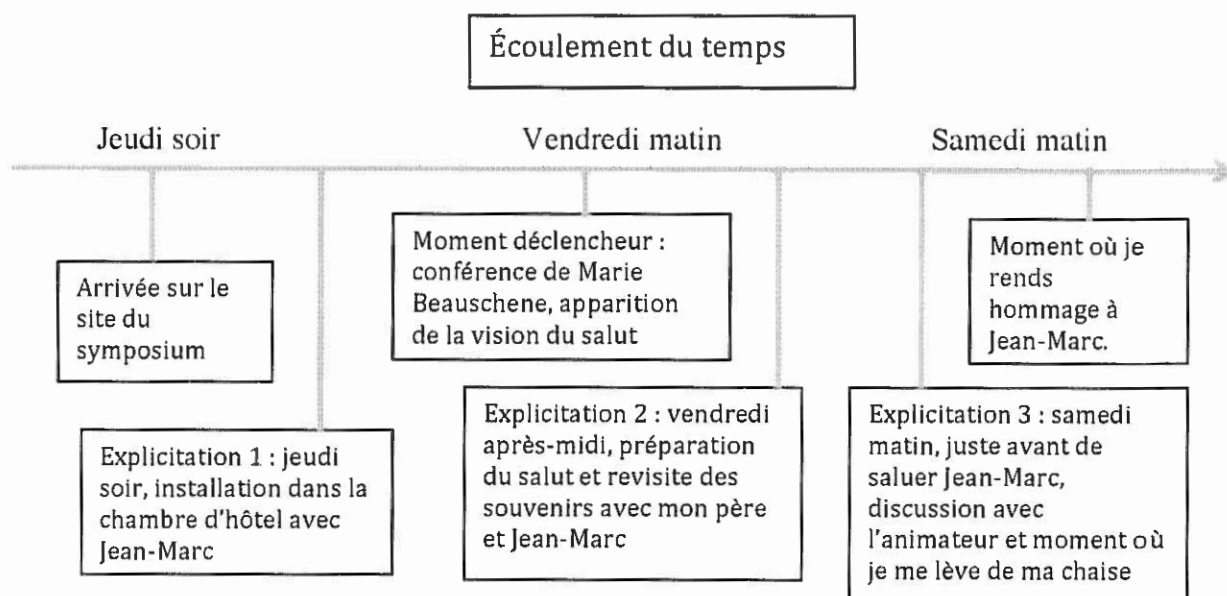 Écoulement du temps
Jeudi soir
Vendredi matin
Samedi matin
Arrivée sur le
site du
symposium
Explicitation 1 : jeudi
soir, installation dans la
chambre d'hôtel avec
Jean-Marc
Moment déclencheur :
conférence de Marie
Beauschene, apparition
de la vision du salut
Explicitation 2 : vendredi
après-midi, préparation
du salut et revisite des
souvenirs avec mon père
et Jean-Marc
Moment où je
rends
hommage à
Jean-Marc.
Explicitation 3 : samedi
matin, juste avant de
saluer Jean-Marc,
discussion avec
l'animateur et moment où
je me lève de ma chaise